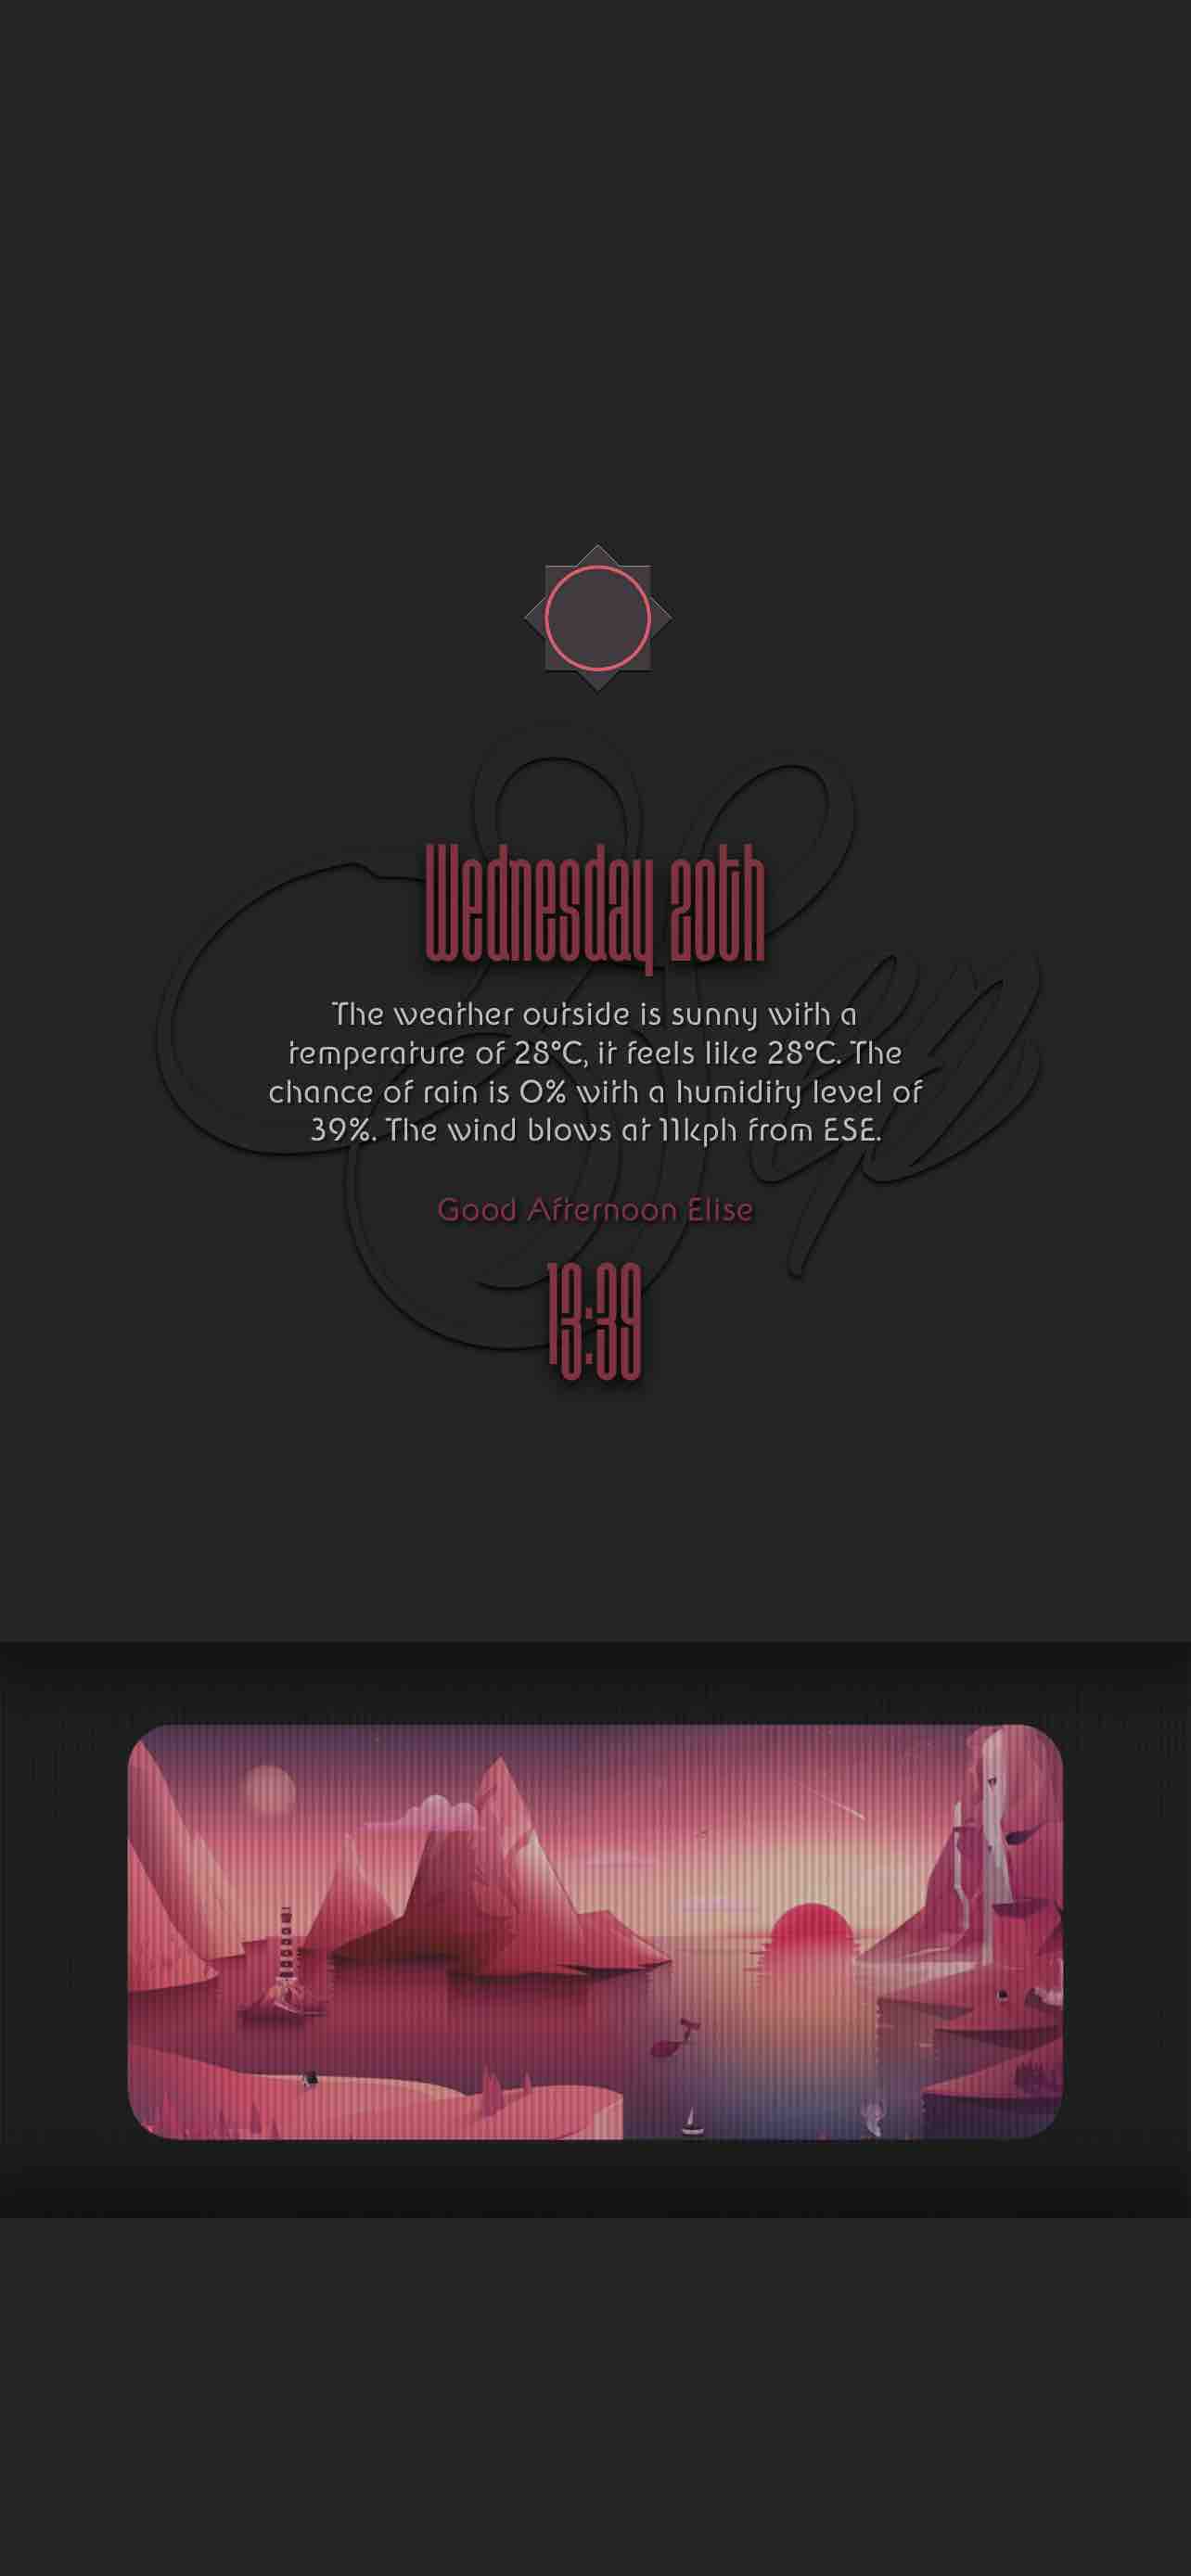 Wednesday 20th
The weather outside is sunny with a
temperature of 28°C, it feels like 28°C. The
chance of rain is 0% with a humidity level of
39%. The wind blows at 11kph from ESE.
Good Afternoon Elise
13:39